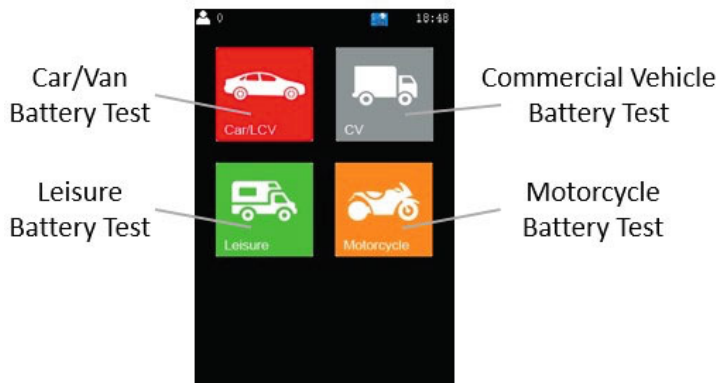 0
18:48
Car/Van
Battery Test
Car/LCV
CV
Commercial Vehicle
Battery Test
Leisure
Battery Test
Leisure
Motorcycle
Motorcycle
Battery Test